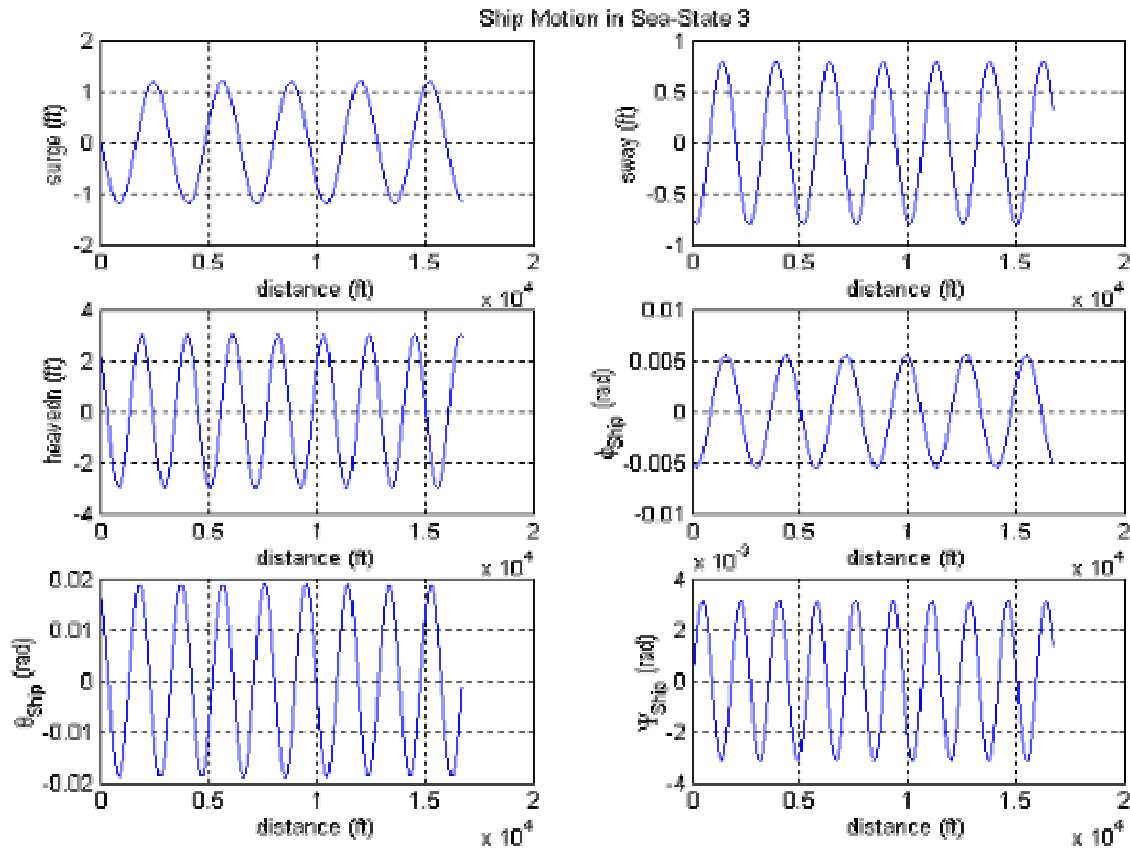 Ship Motion in Sea-State 3
surge (ft)
2
1
0
-1
-2
0 0.5 1 1.5 2
distance (ft)
x 10^4
sway (ft)
1
0.5
0
-0.5
-1
0 0.5 1 1.5 2
distance (ft)
x 10^4
heavedn (ft)
4
2
0
-2
-4
0 0.5 1 1.5 2
distance (ft)
x 10^4
ϕShip (rad)
0.01
0.005
0
-0.005
-0.01
0 0.5 1 1.5 2
distance (ft)
x 10^4
θShip (rad)
0.02
0.01
0
-0.01
-0.02
0 0.5 1 1.5 2
distance (ft)
x 10^4
x 10^-3
ΨShip (rad)
4
2
0
-2
-4
0 0.5 1 1.5 2
distance (ft)
x 10^4